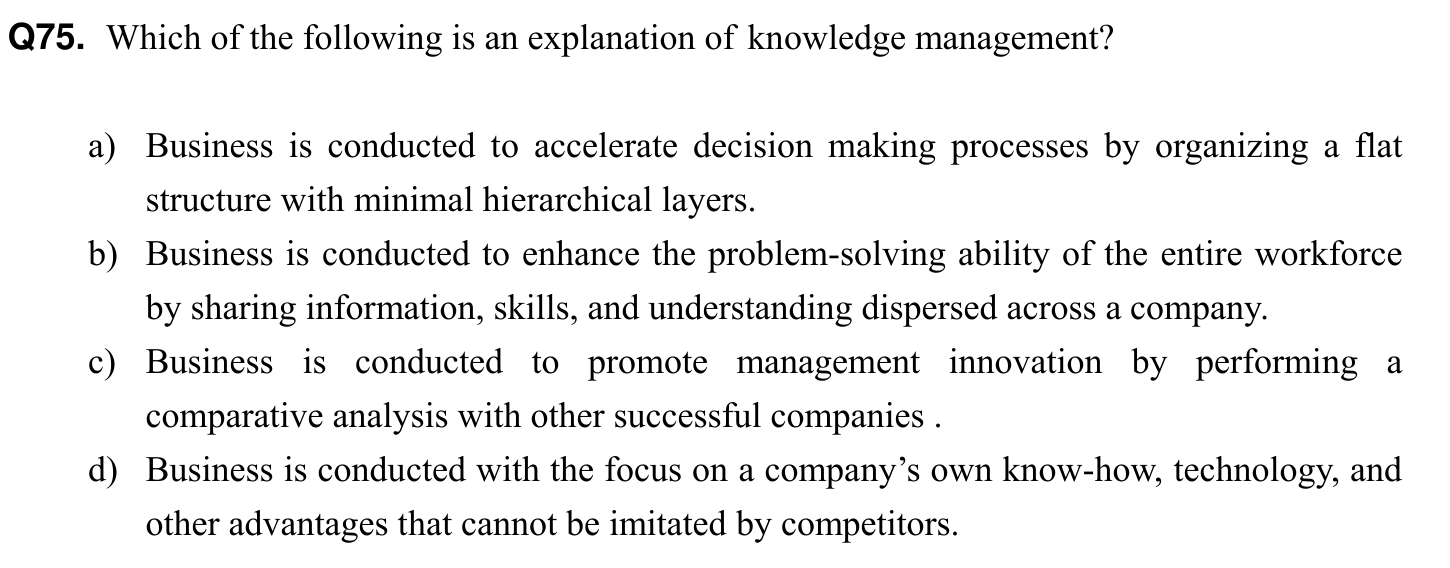 Q75. Which of the following is an explanation of knowledge management?
a) Business is conducted to accelerate decision making processes by organizing a flat
structure with minimal hierarchical layers.
b) Business is conducted to enhance the problem-solving ability of the entire workforce
by sharing information, skills, and understanding dispersed across a company.
c) Business is conducted to promote management innovation by performing a
comparative analysis with other successful companies .
d) Business is conducted with the focus on a company’s own know-how, technology, and
other advantages that cannot be imitated by competitors.